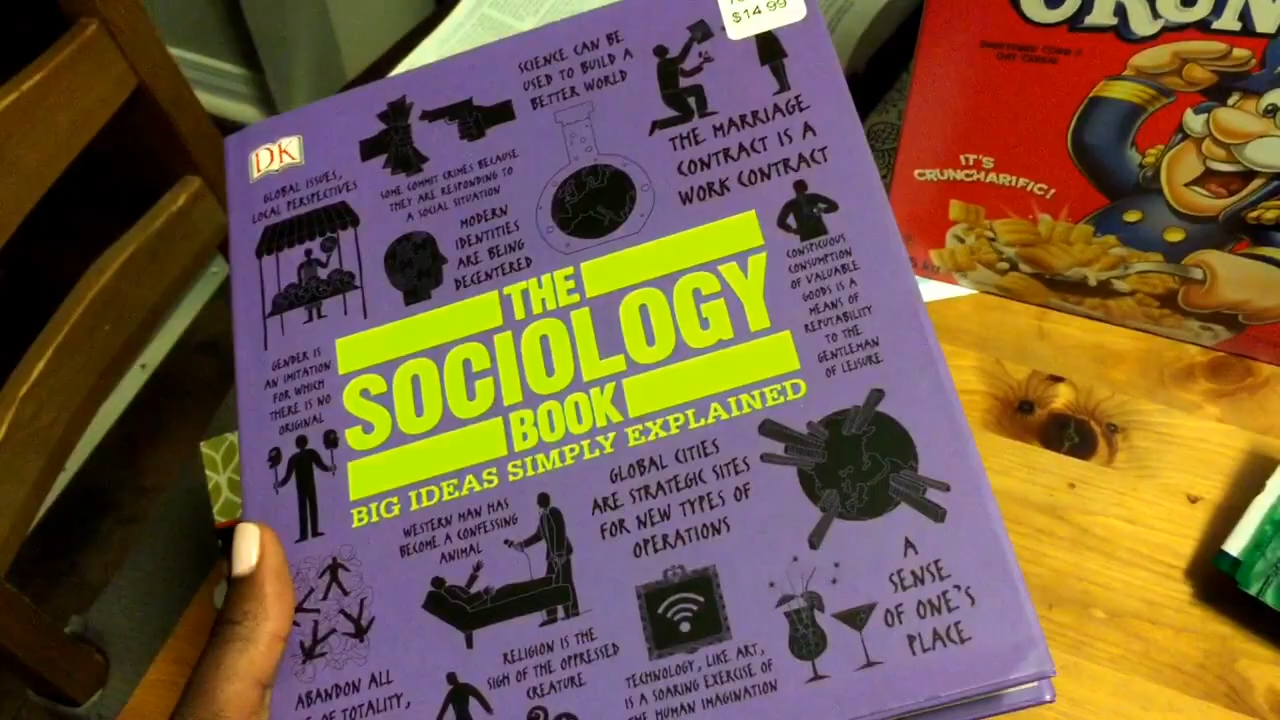 $14.99
DK
SCIENCE CAN BE
USED TO BUILD A
BETTER WORLD
THE MARRIAGE
CONTRACT IS A
WORK CONTRACT
GLOBAL ISSUES,
LOCAL PERSPECTIVES
SOME COMMIT CRIMES BECAUSE
THEY ARE RESPONDING TO
A SOCIAL SITUATION
MODERN
IDENTITIES
ARE BEING
DECENTERED
CONSPICUOUS
CONSUMPTION
OF VALUABLE
GOODS IS A
MEANS OF
REPUTABILITY
TO THE
GENTLEMAN
OF LEISURE
THE
SOCIOLOGY
BOOK
BIG IDEAS SIMPLY EXPLAINED
GENDER IS
AN IMITATION
FOR WHICH
THERE IS NO
ORIGINAL
WESTERN MAN HAS
BECOME A CONFESSING
ANIMAL
GLOBAL CITIES
ARE STRATEGIC SITES
FOR NEW TYPES OF
OPERATIONS
A
SENSE
OF ONE'S
PLACE
RELIGION IS THE
SIGH OF THE OPPRESSED
CREATURE
TECHNOLOGY, LIKE ART,
IS A SOARING EXERCISE OF
THE HUMAN IMAGINATION
ABANDON ALL
OF TOTALITY,
IT'S
CRUNCHARIFIC!